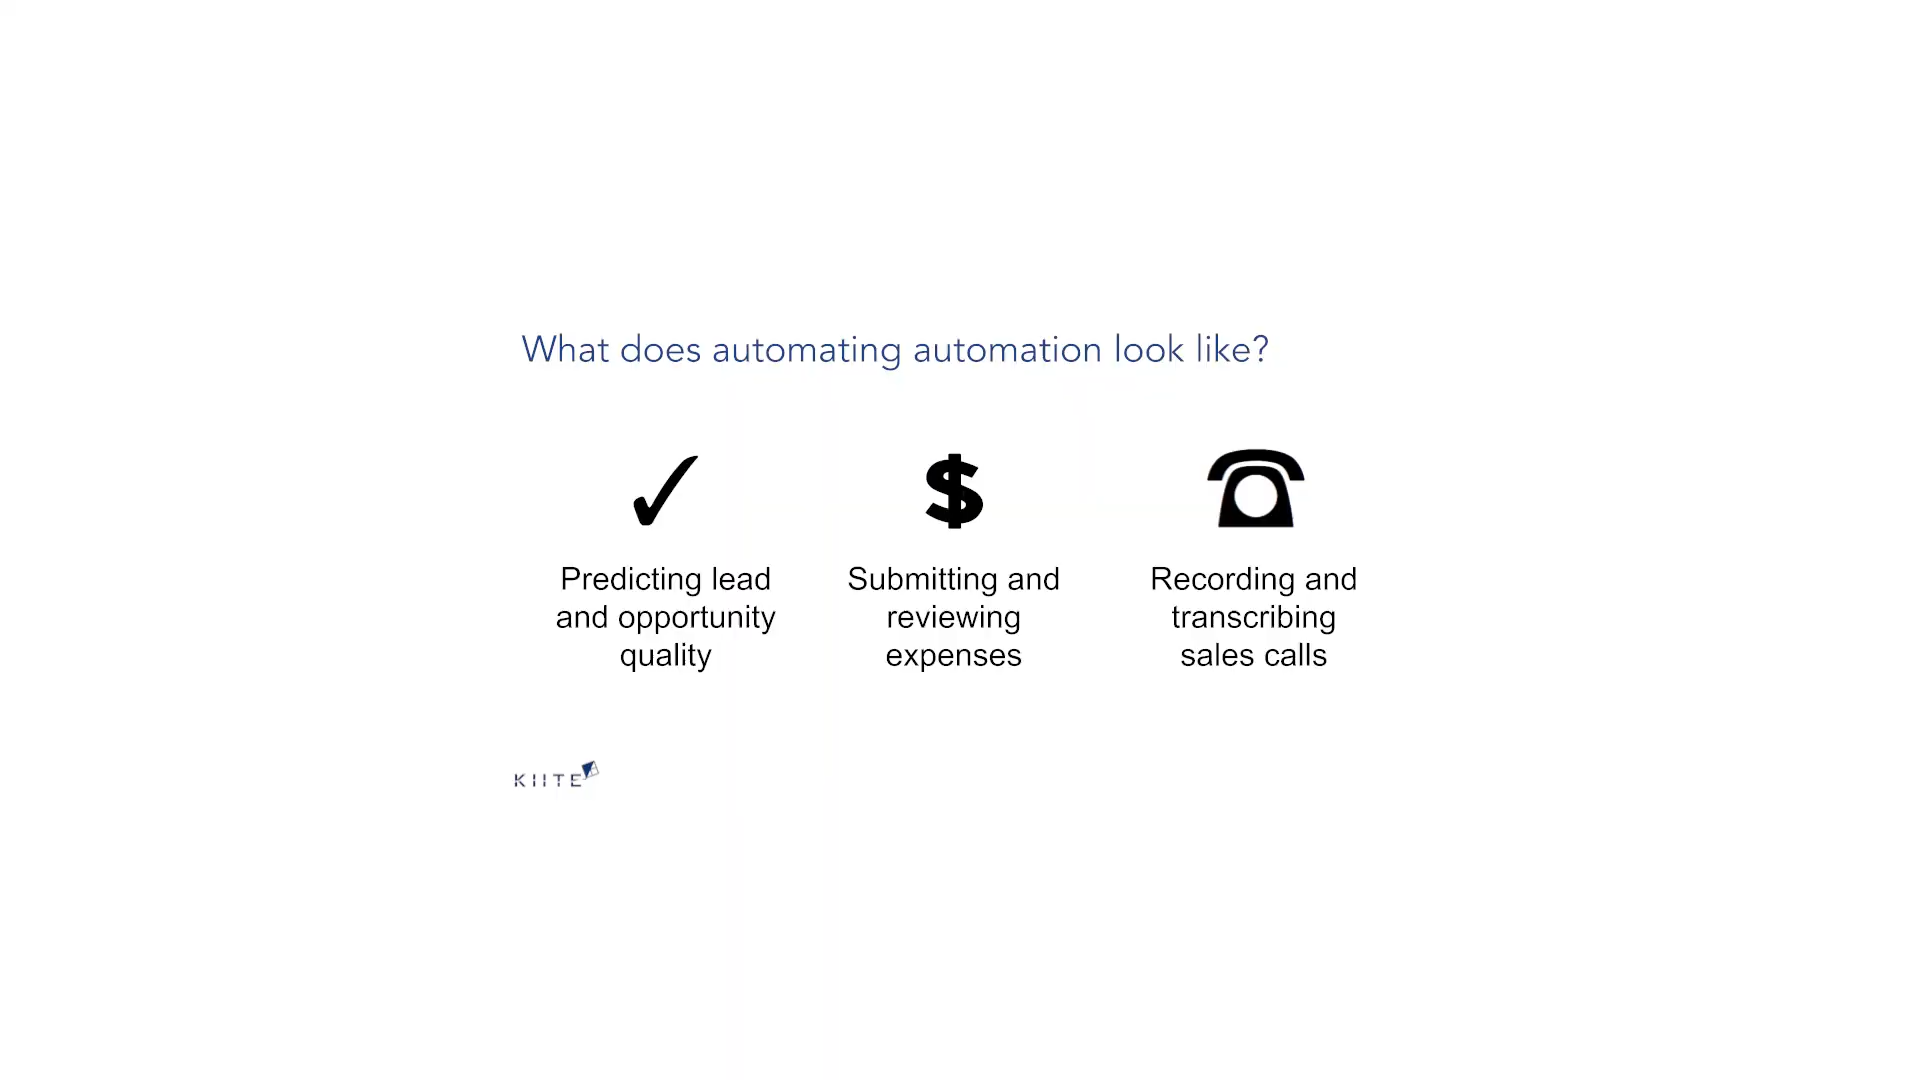 What does automating automation look like?
✓
$
Predicting lead
and opportunity
quality
Submitting and
reviewing
expenses
Recording and
transcribing
sales calls
KIITE